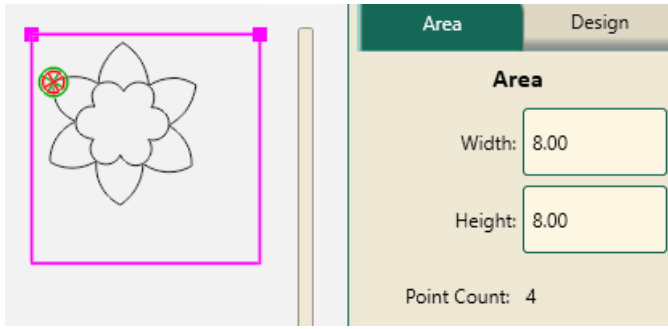 Area
Design
Area
Width: 8.00
Height: 8.00
Point Count: 4